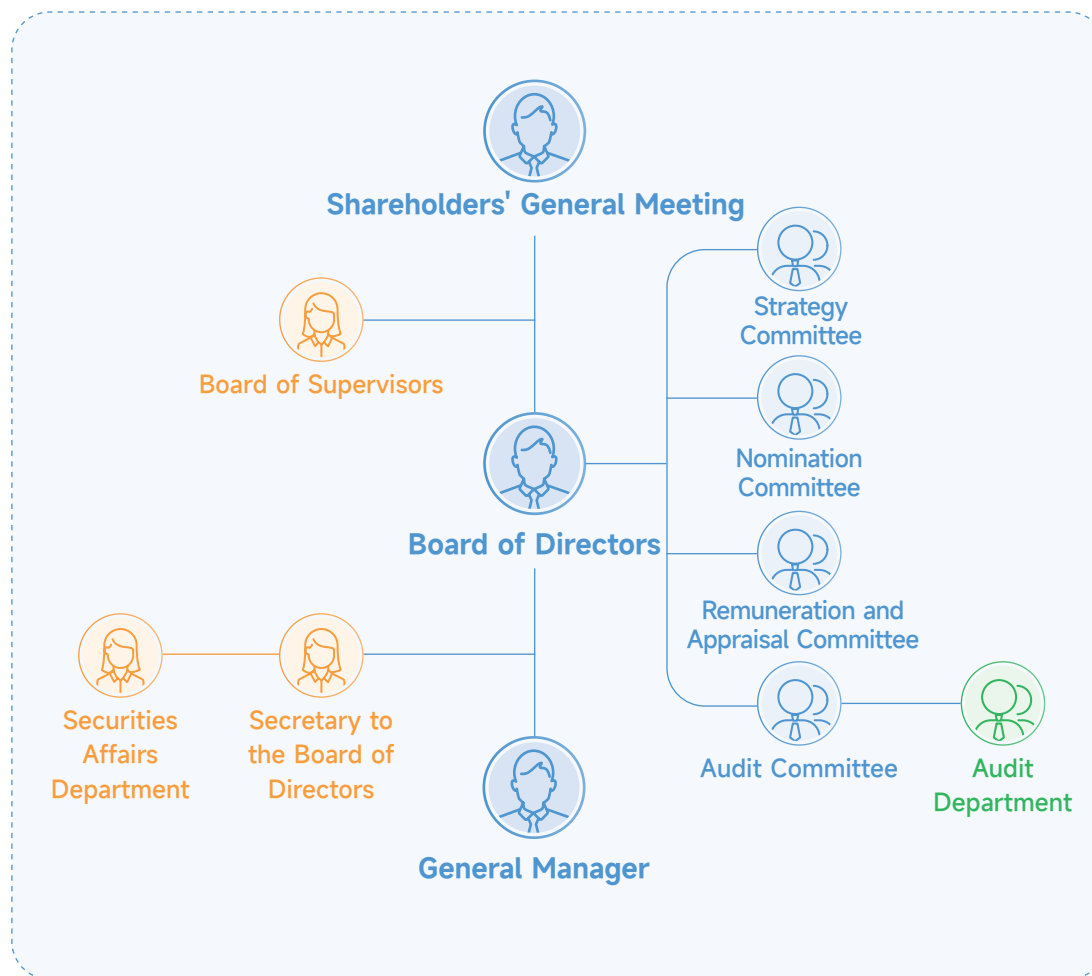 Shareholders' General Meeting
Strategy
Committee
Board of Supervisors
Nomination
Committee
Board of Directors
Remuneration and
Appraisal Committee
Securities
Affairs
Department
Secretary to
the Board of
Directors
Audit Committee
Audit
Department
General Manager